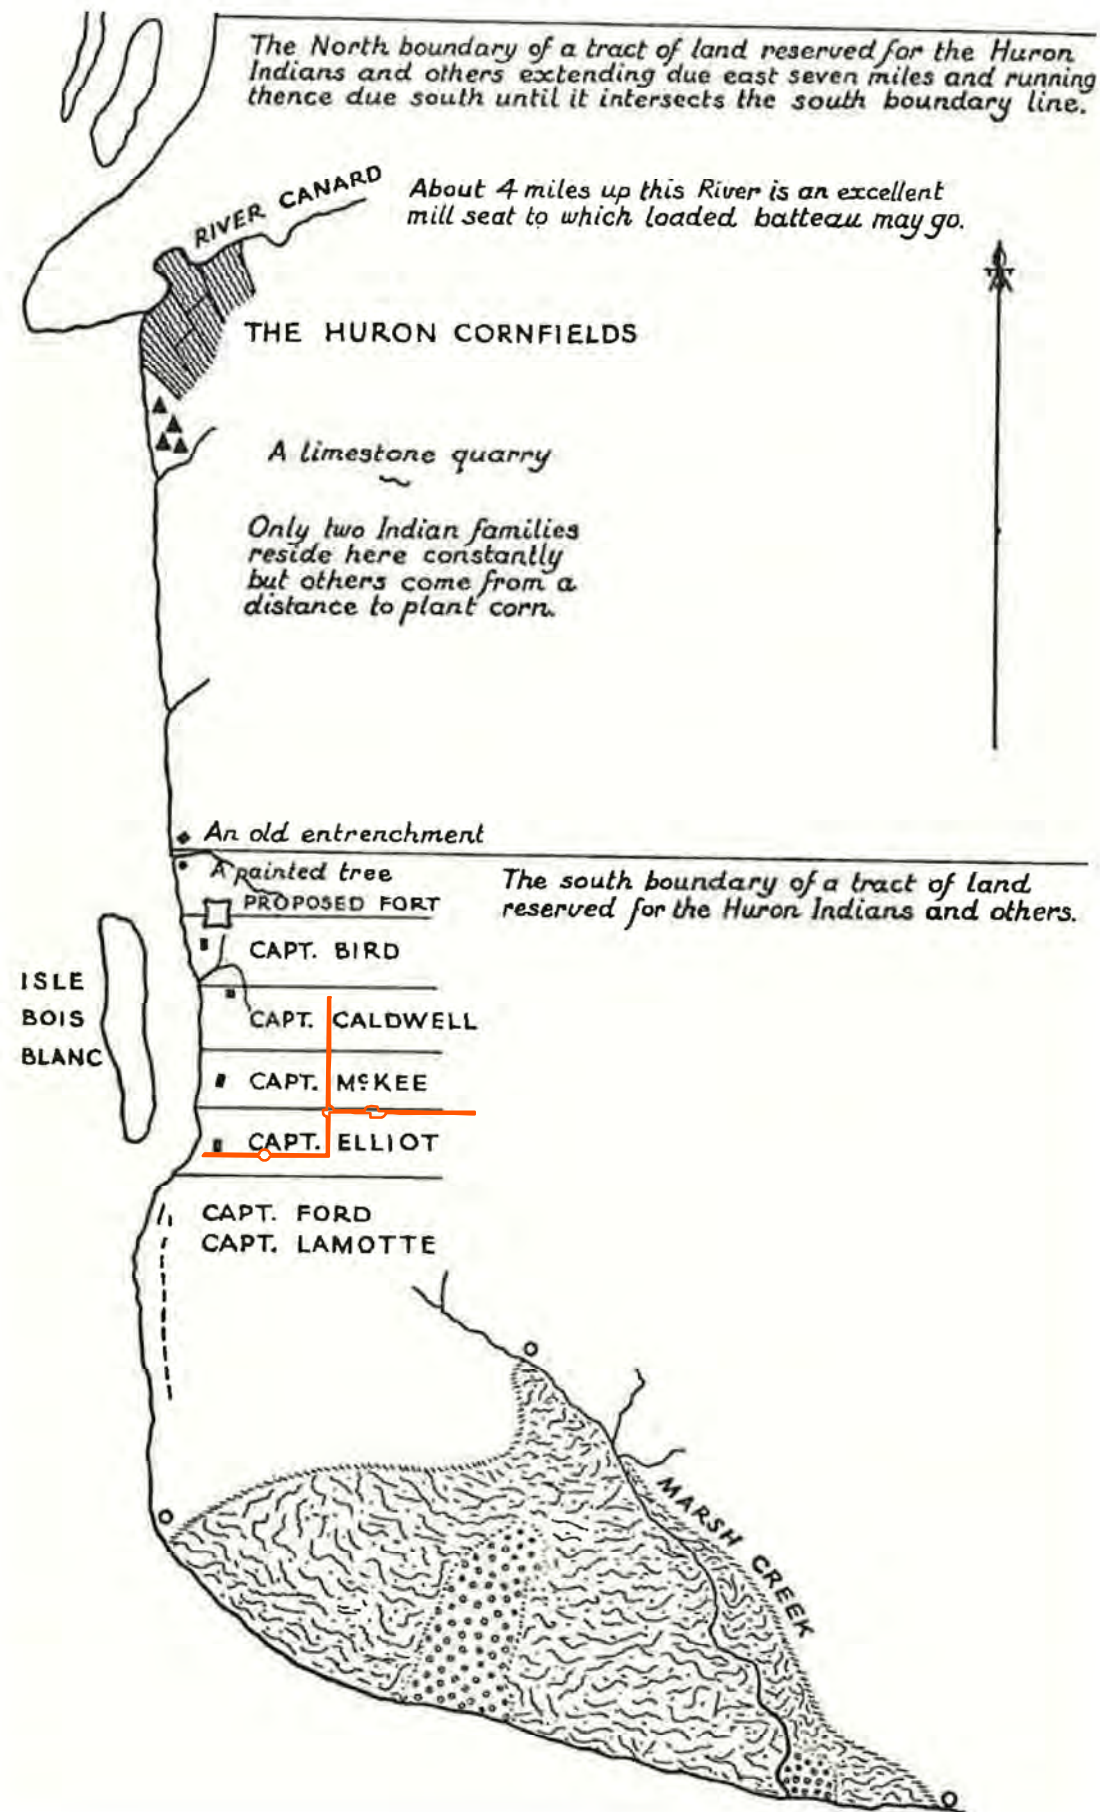 The North boundary of a tract of land reserved for the Huron
Indians and others extending due east seven miles and running
thence due south until it intersects the south boundary line.
RIVER CANARD
About 4 miles up this River is an excellent
mill seat to which loaded batteau may go.
THE HURON CORNFIELDS
A limestone quarry
Only two Indian families
reside here constantly
but others come from a
distance to plant corn.
An old entrenchment
A painted tree
The south boundary of a tract of land
reserved for the Huron Indians and others.
PROPOSED FORT
CAPT. BIRD
ISLE
BOIS
BLANC
CAPT. CALDWELL
CAPT. McKEE
CAPT. ELLIOT
CAPT. FORD
CAPT. LAMOTTE
MARSH CREEK